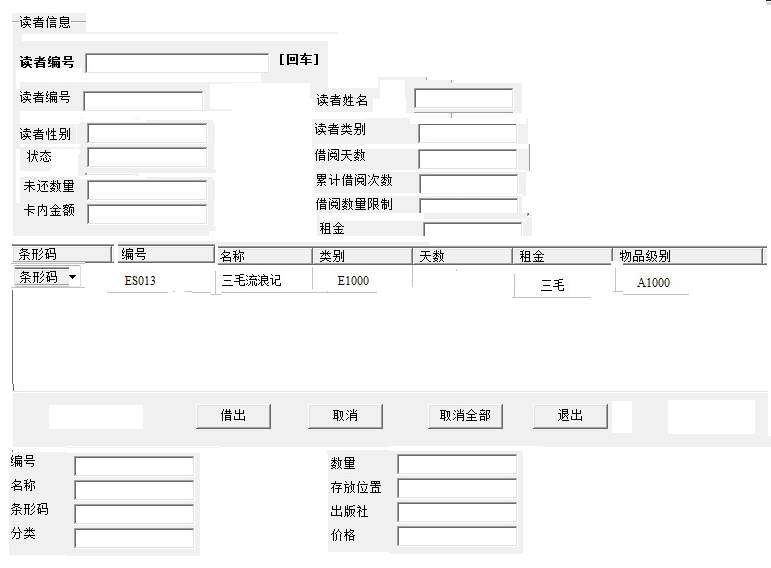 读者信息
读者编号 [回车]
读者编号 读者姓名
读者性别 读者类别
状态 借阅天数
未还数量 累计借阅次数
卡内金额 借阅数量限制
租金
条形码 编号 名称 类别 天数 租金 物品级别
条形码 ES013 三毛流浪记 E1000 三毛 A1000
借出 取消 取消全部 退出
编号 数量
名称 存放位置
条形码 出版社
分类 价格